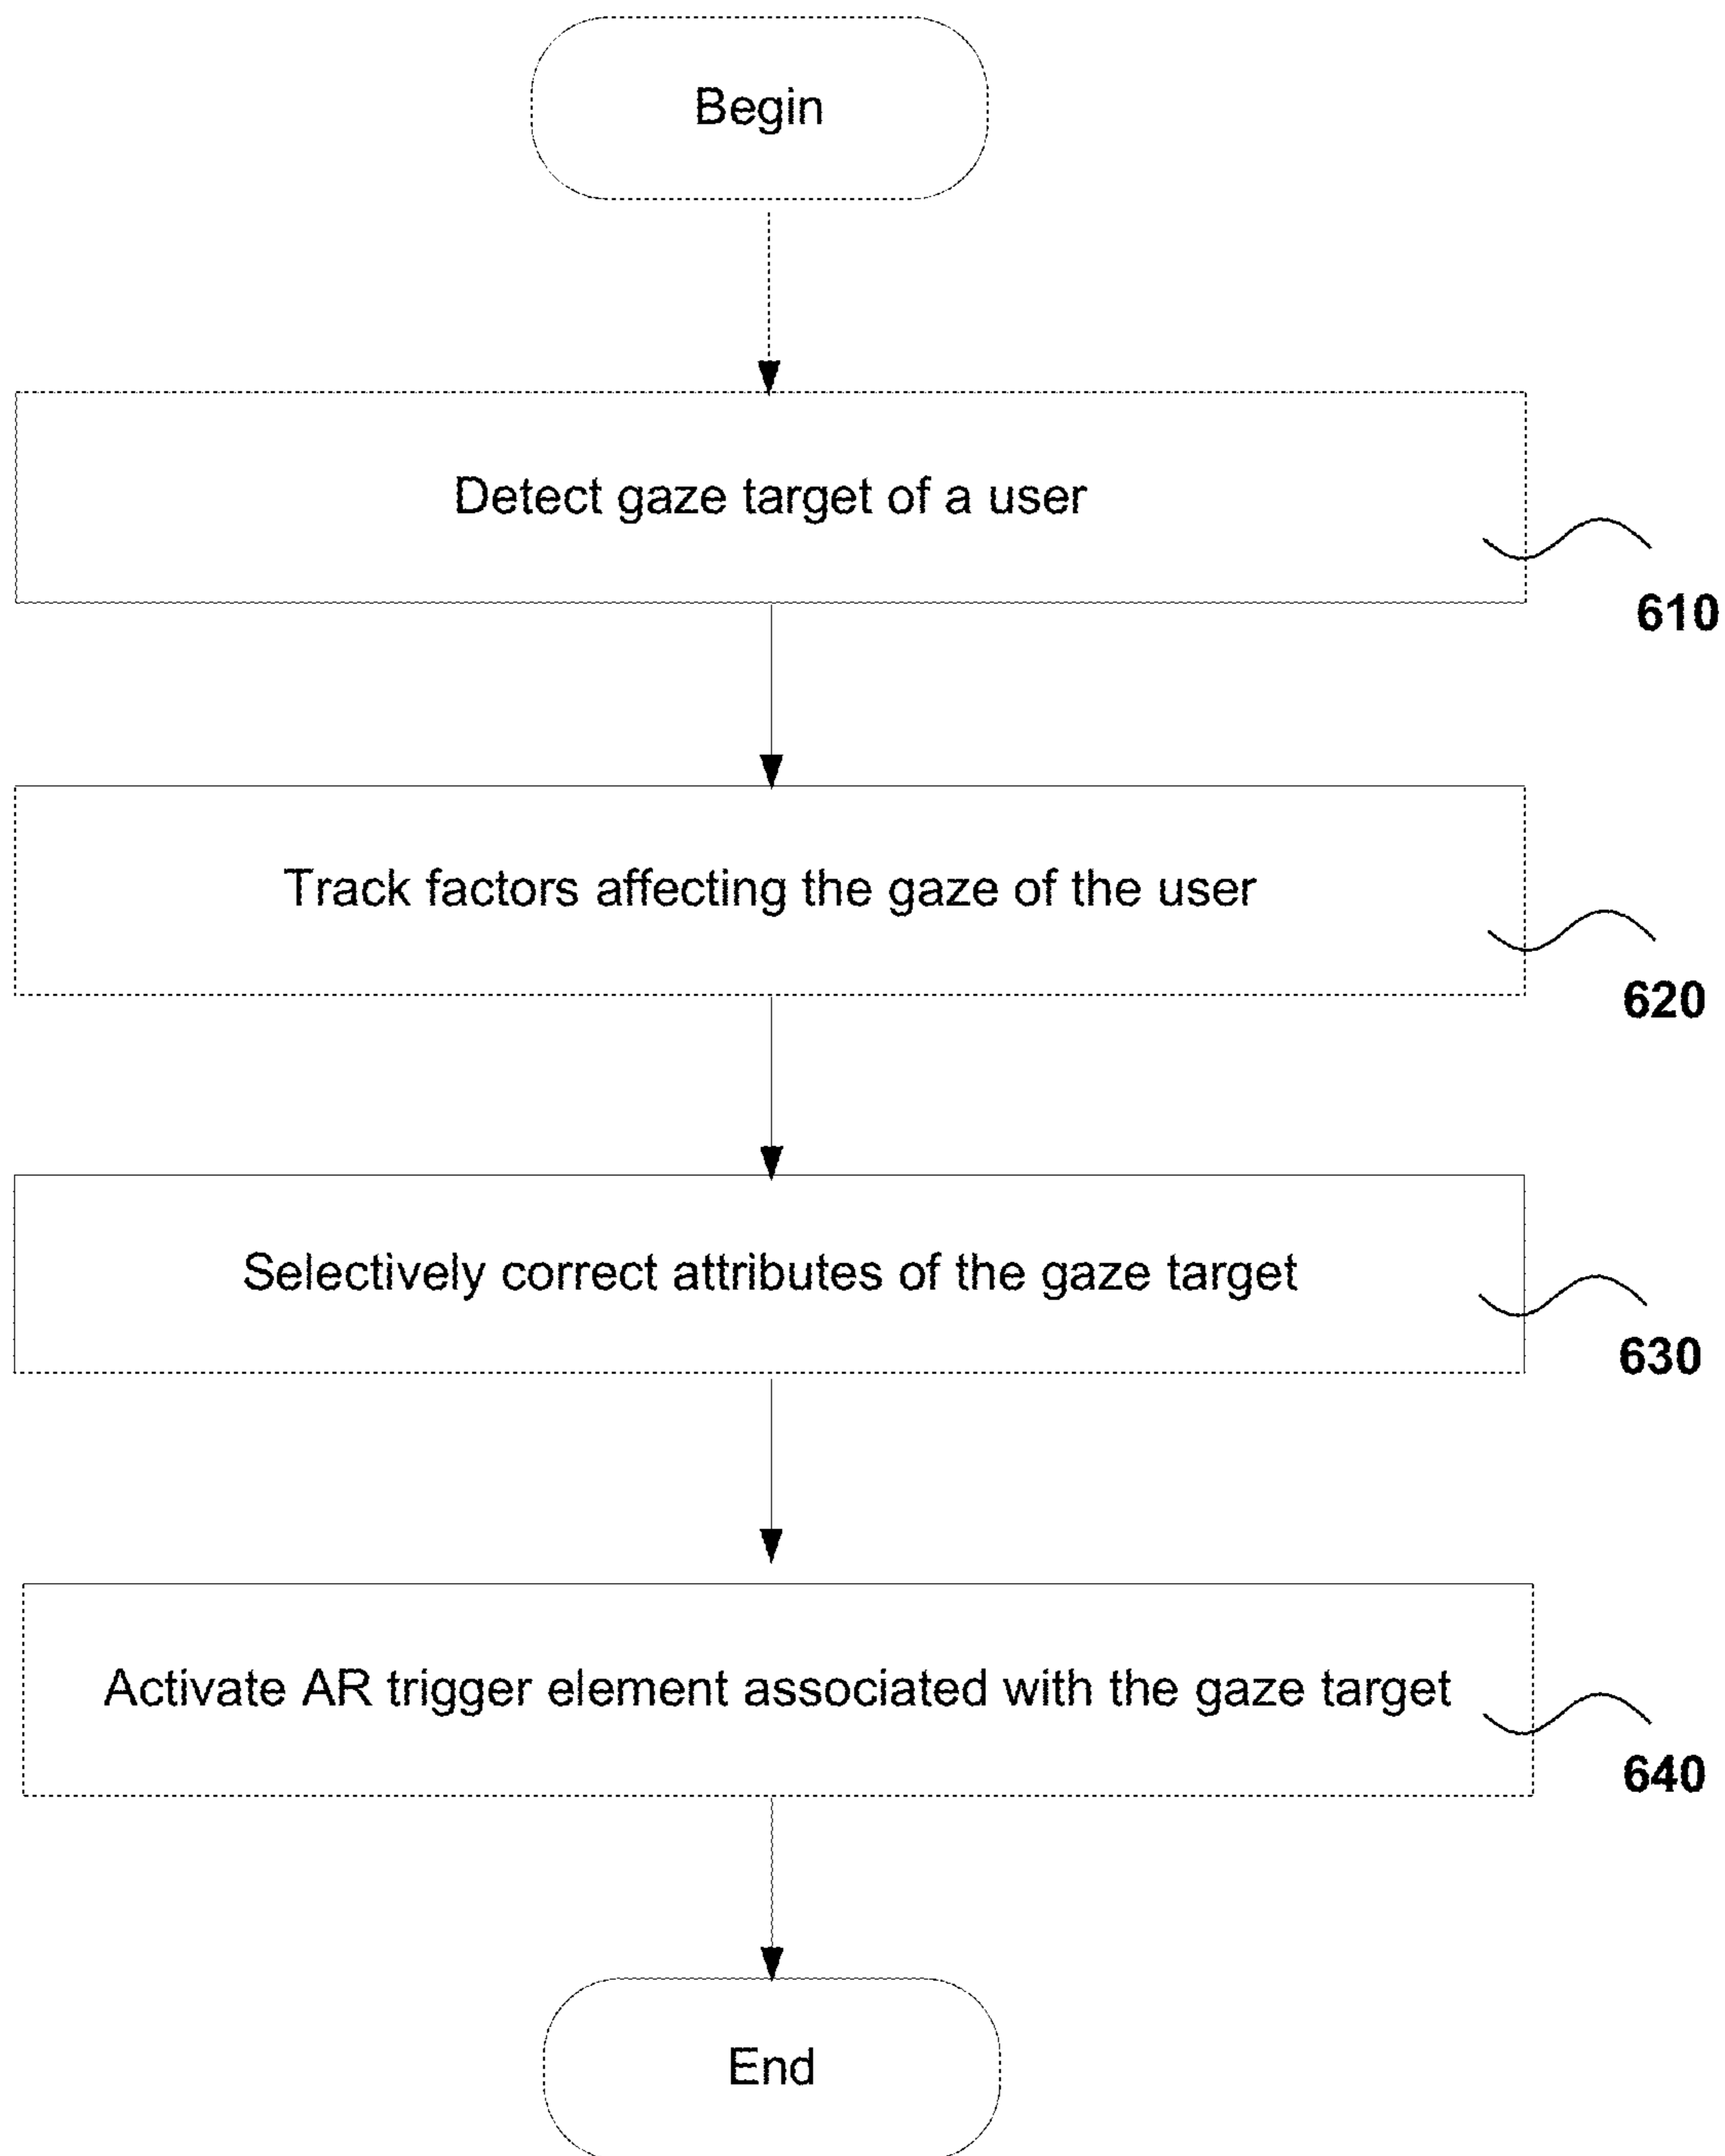 Begin
Detect gaze target of a user
610
Track factors affecting the gaze of the user
620
Selectively correct attributes of the gaze target
630
Activate AR trigger element associated with the gaze target
640
End